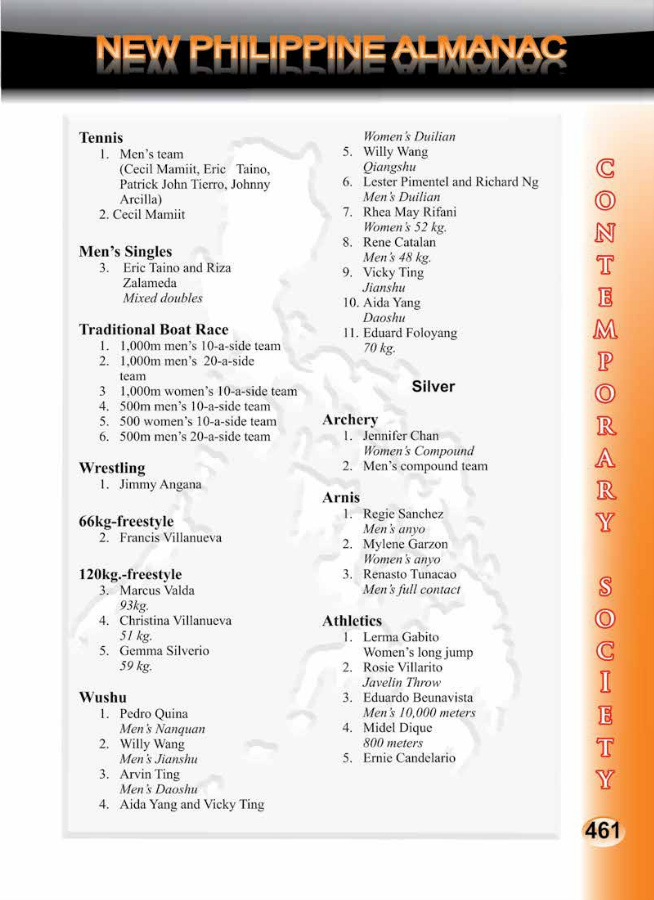 NEW PHILIPPINE ALMANAC
Tennis
1. Men's team
(Cecil Mamiit, Eric Taino,
Patrick John Tierro, Johnny
Arcilla)
2. Cecil Mamiit
Men's Singles
3. Eric Taino and Riza
Zalameda
Mixed doubles
Traditional Boat Race
1. 1,000m men's 10-a-side team
2. 1,000m men's 20-a-side
team
3 1,000m women's 10-a-side team
4. 500m men's 10-a-side team
5. 500 women's 10-a-side team
6. 500m men's 20-a-side team
Wrestling
1. Jimmy Angana
66kg-freestyle
2. Francis Villanueva
120kg.-freestyle
3. Marcus Valda
93kg.
4. Christina Villanueva
51 kg.
5. Gemma Silverio
59 kg.
Wushu
1. Pedro Quina
Men's Nanquan
2. Willy Wang
Men's Jianshu
3. Arvin Ting
Men's Daoshu
4. Aida Yang and Vicky Ting
Women's Duilian
5. Willy Wang
Qiangshu
6. Lester Pimentel and Richard Ng
Men's Duilian
7. Rhea May Rifani
Women's 52 kg.
8. Rene Catalan
Men's 48 kg.
9. Vicky Ting
Jianshu
10. Aida Yang
Daoshu
11. Eduard Foloyang
70 kg.
Silver
Archery
1. Jennifer Chan
Women's Compound
2. Men's compound team
Arnis
1. Regie Sanchez
Men's anyo
2. Mylene Garzon
Women's anyo
3. Renasto Tunacao
Men's full contact
Athletics
1. Lerma Gabito
Women's long jump
2. Rosie Villarito
Javelin Throw
3. Eduardo Beunavista
Men's 10,000 meters
4. Midel Dique
800 meters
5. Ernie Candelario
CONTEMPORARY SOCIETY
461